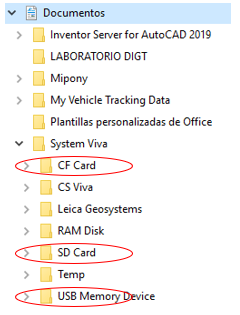 Documentos
Inventor Server for AutoCAD 2019
LABORATORIO DIGT
Mipony
My Vehicle Tracking Data
Plantillas personalizadas de Office
System Viva
CF Card
CS Viva
Leica Geosystems
RAM Disk
SD Card
Temp
USB Memory Device